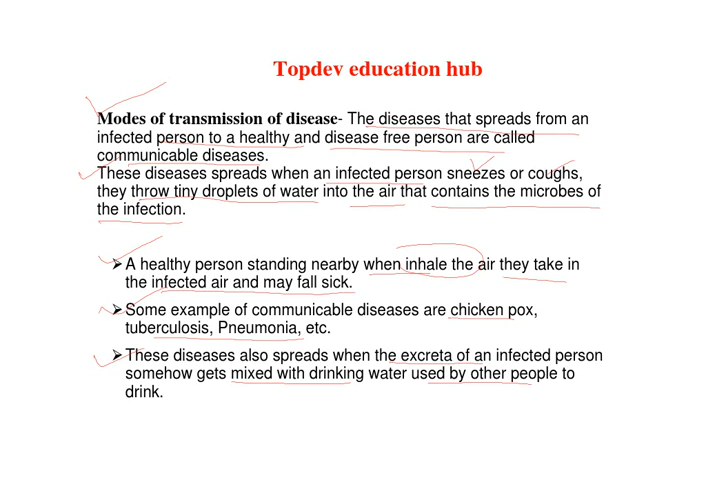 Topdev education hub
Modes of transmission of disease- The diseases that spreads from an
infected person to a healthy and disease free person are called
communicable diseases.
These diseases spreads when an infected person sneezes or coughs,
they throw tiny droplets of water into the air that contains the microbes of
the infection.
➢A healthy person standing nearby when inhale the air they take in
the infected air and may fall sick.
➢Some example of communicable diseases are chicken pox,
tuberculosis, Pneumonia, etc.
➢These diseases also spreads when the excreta of an infected person
somehow gets mixed with drinking water used by other people to
drink.